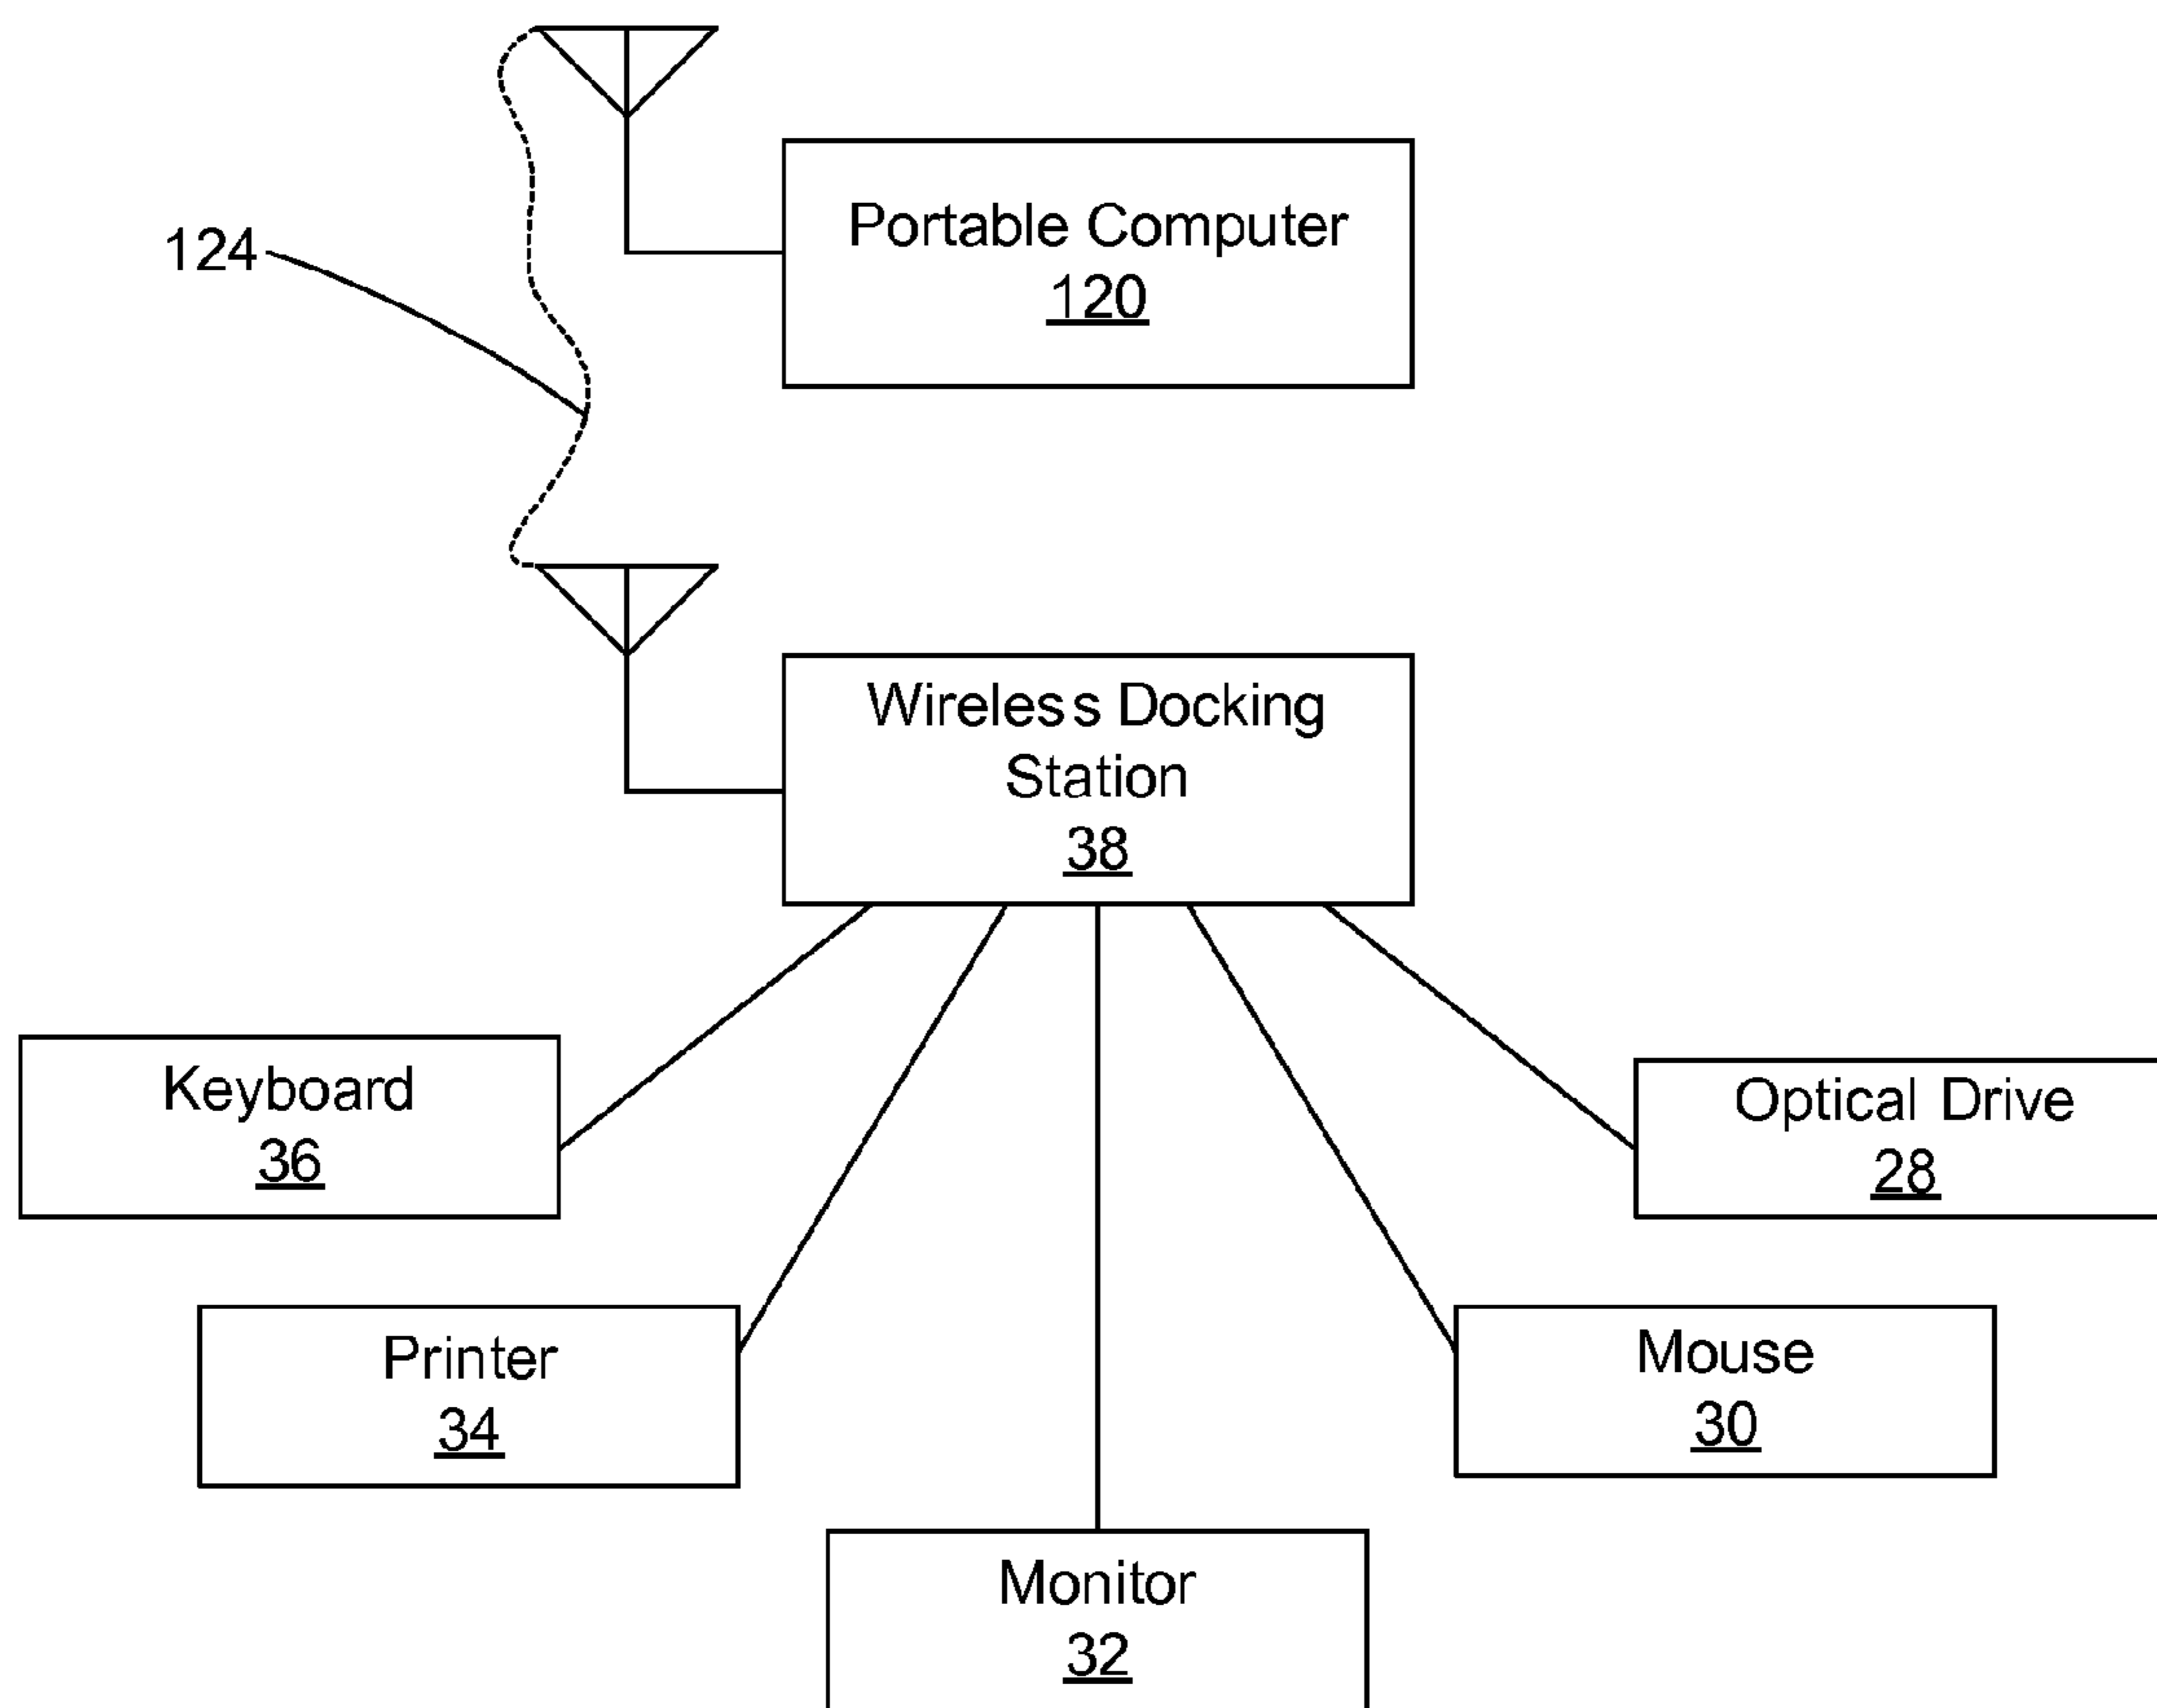 124
Portable Computer
120
Wireless Docking
Station
38
Keyboard
36
Optical Drive
28
Printer
34
Mouse
30
Monitor
32